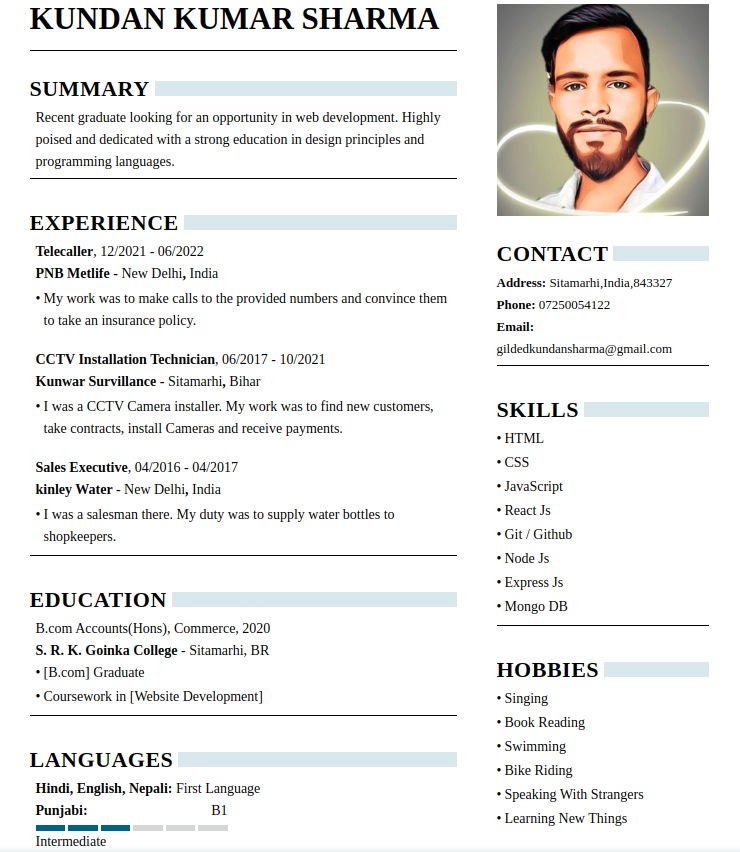 KUNDAN KUMAR SHARMA
SUMMARY
Recent graduate looking for an opportunity in web development. Highly
poised and dedicated with a strong education in design principles and
programming languages.
EXPERIENCE
Telecaller, 12/2021 - 06/2022
PNB Metlife - New Delhi, India
• My work was to make calls to the provided numbers and convince them
to take an insurance policy.
CCTV Installation Technician, 06/2017 - 10/2021
Kunwar Survillance - Sitamarhi, Bihar
• I was a CCTV Camera installer. My work was to find new customers,
take contracts, install Cameras and receive payments.
Sales Executive, 04/2016 - 04/2017
kinley Water - New Delhi, India
• I was a salesman there. My duty was to supply water bottles to
shopkeepers.
EDUCATION
B.com Accounts(Hons), Commerce, 2020
S. R. K. Goinka College - Sitamarhi, BR
• [B.com] Graduate
• Coursework in [Website Development]
LANGUAGES
Hindi, English, Nepali: First Language
Punjabi: B1
Intermediate
CONTACT
Address: Sitamarhi,India,843327
Phone: 07250054122
Email:
gildedkundansharma@gmail.com
SKILLS
• HTML
• CSS
• JavaScript
• React Js
• Git / Github
• Node Js
• Express Js
• Mongo DB
HOBBIES
• Singing
• Book Reading
• Swimming
• Bike Riding
• Speaking With Strangers
• Learning New Things